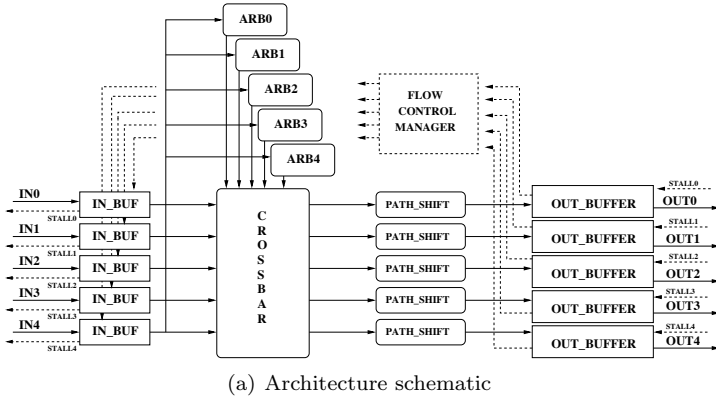 ARB0
ARB1
ARB2
ARB3
ARB4
FLOW
CONTROL
MANAGER
IN0
IN_BUF
STALL0
IN1
IN_BUF
STALL1
IN2
IN_BUF
STALL2
IN3
IN_BUF
STALL3
IN4
IN_BUF
STALL4
CROSSBAR
PATH_SHIFT
PATH_SHIFT
PATH_SHIFT
PATH_SHIFT
PATH_SHIFT
OUT_BUFFER
STALL0
OUT0
OUT_BUFFER
STALL1
OUT1
OUT_BUFFER
STALL2
OUT2
OUT_BUFFER
STALL3
OUT3
OUT_BUFFER
STALL4
OUT4
(a) Architecture schematic